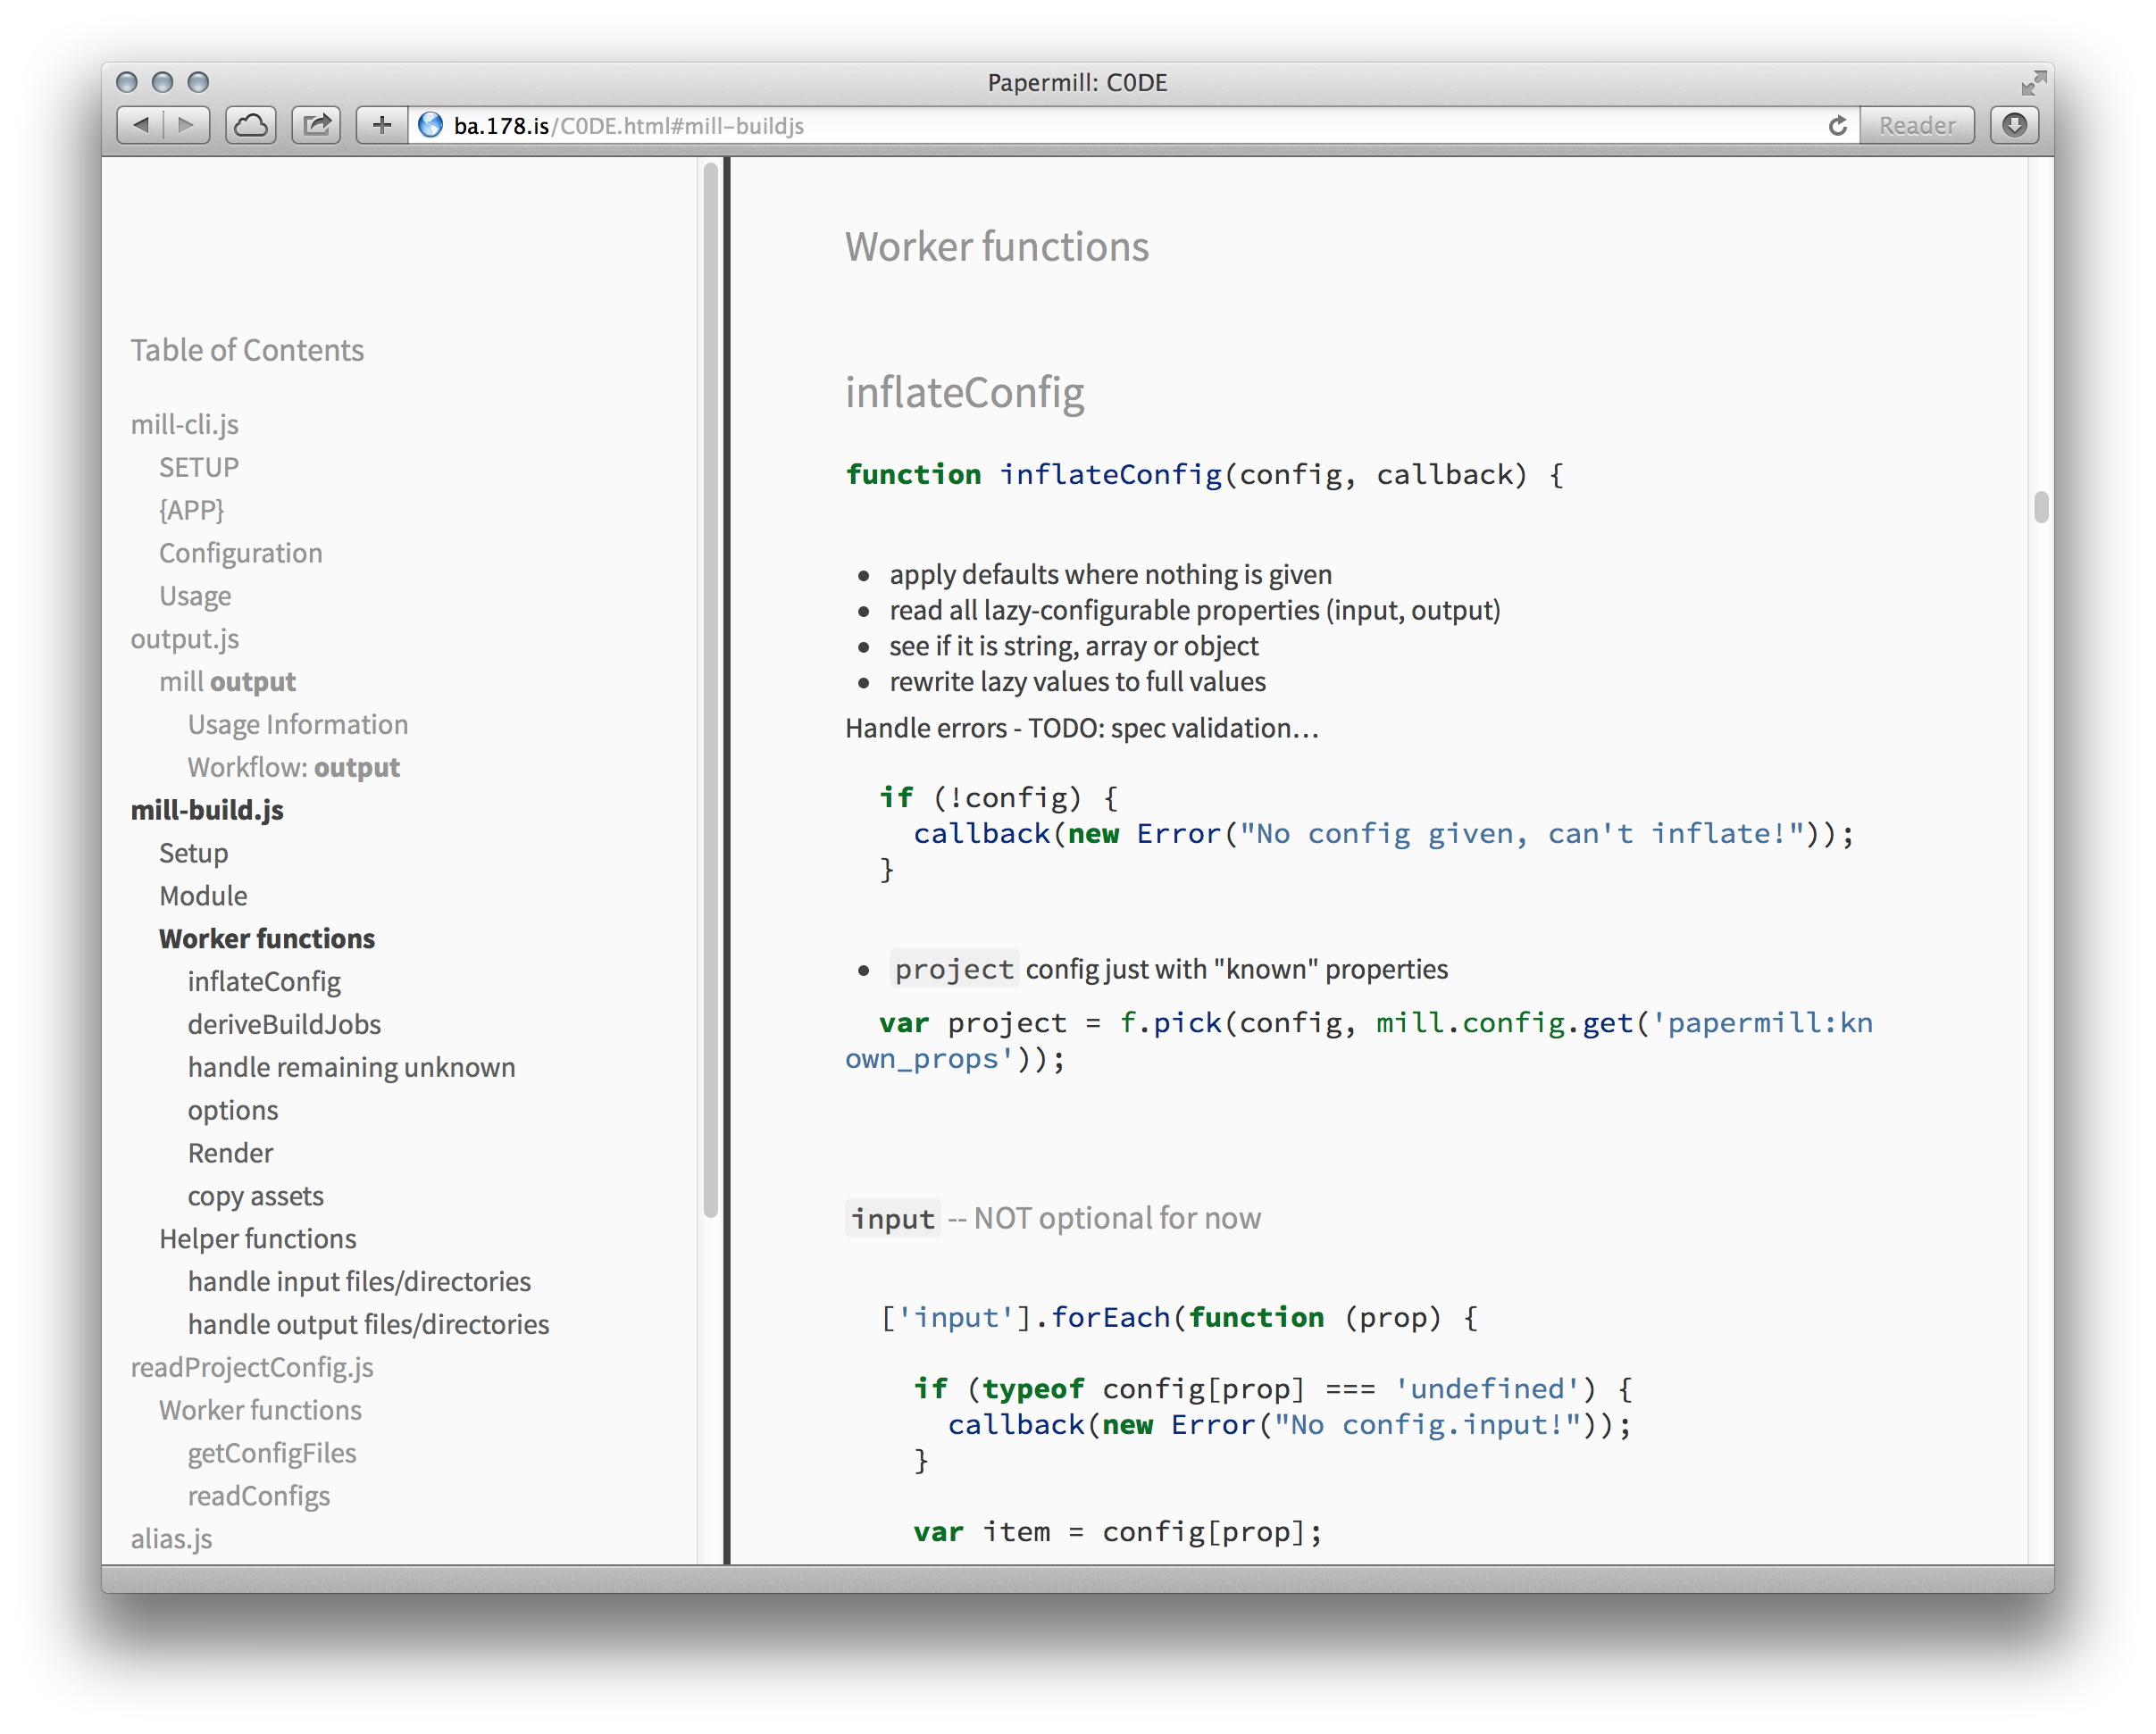 Papermill: C0DE
ba.178.is/C0DE.html#mill-buildjs
Reader
Table of Contents
mill-cli.js
SETUP
{APP}
Configuration
Usage
output.js
mill output
Usage Information
Workflow: output
mill-build.js
Setup
Module
Worker functions
inflateConfig
deriveBuildJobs
handle remaining unknown
options
Render
copy assets
Helper functions
handle input files/directories
handle output files/directories
readProjectConfig.js
Worker functions
getConfigFiles
readConfigs
alias.js
Worker functions
inflateConfig
function inflateConfig(config, callback) {
• apply defaults where nothing is given
• read all lazy-configurable properties (input, output)
• see if it is string, array or object
• rewrite lazy values to full values
Handle errors - TODO: spec validation…
if (!config) {
callback(new Error("No config given, can't inflate!"));
}
• project config just with "known" properties
var project = f.pick(config, mill.config.get('papermill:kn
own_props'));
input -- NOT optional for now
['input'].forEach(function (prop) {
if (typeof config[prop] === 'undefined') {
callback(new Error("No config.input!"));
}
var item = config[prop];